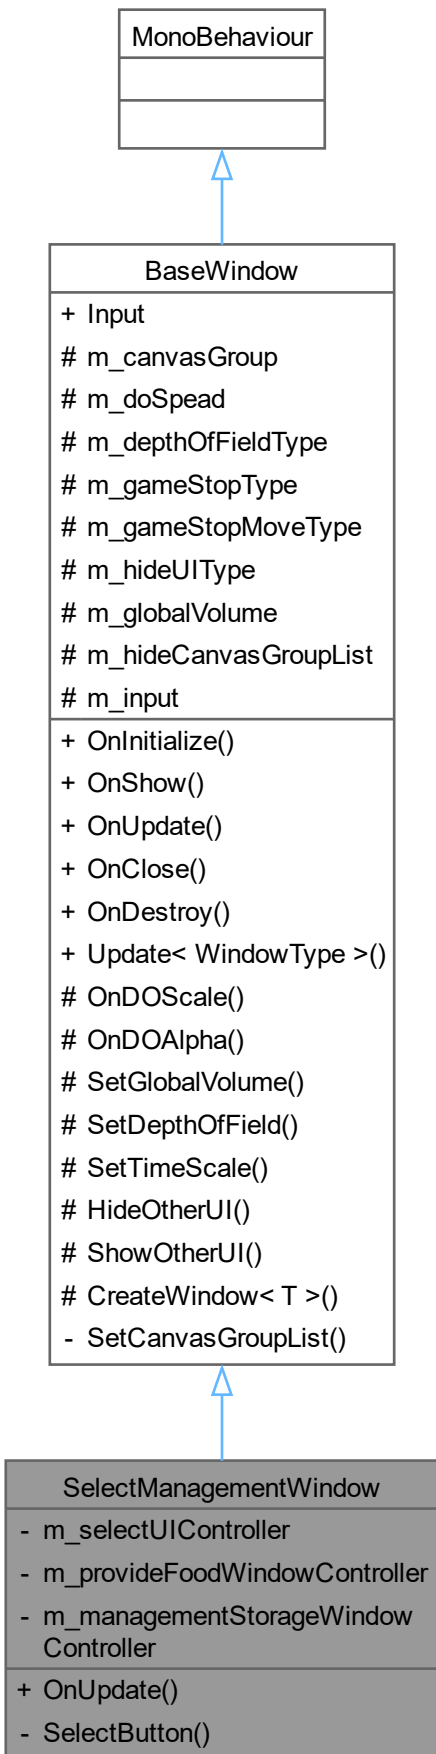 MonoBehaviour
BaseWindow
+ Input
# m_canvasGroup
# m_doSpead
# m_depthOfFieldType
# m_gameStopType
# m_gameStopMoveType
# m_hideUIType
# m_globalVolume
# m_hideCanvasGroupList
# m_input
+ OnInitialize()
+ OnShow()
+ OnUpdate()
+ OnClose()
+ OnDestroy()
+ Update< WindowType >()
# OnDOScale()
# OnDOAlpha()
# SetGlobalVolume()
# SetDepthOfField()
# SetTimeScale()
# HideOtherUI()
# ShowOtherUI()
# CreateWindow< T >()
- SetCanvasGroupList()
SelectManagementWindow
- m_selectUIController
- m_provideFoodWindowController
- m_managementStorageWindow
Controller
+ OnUpdate()
- SelectButton()